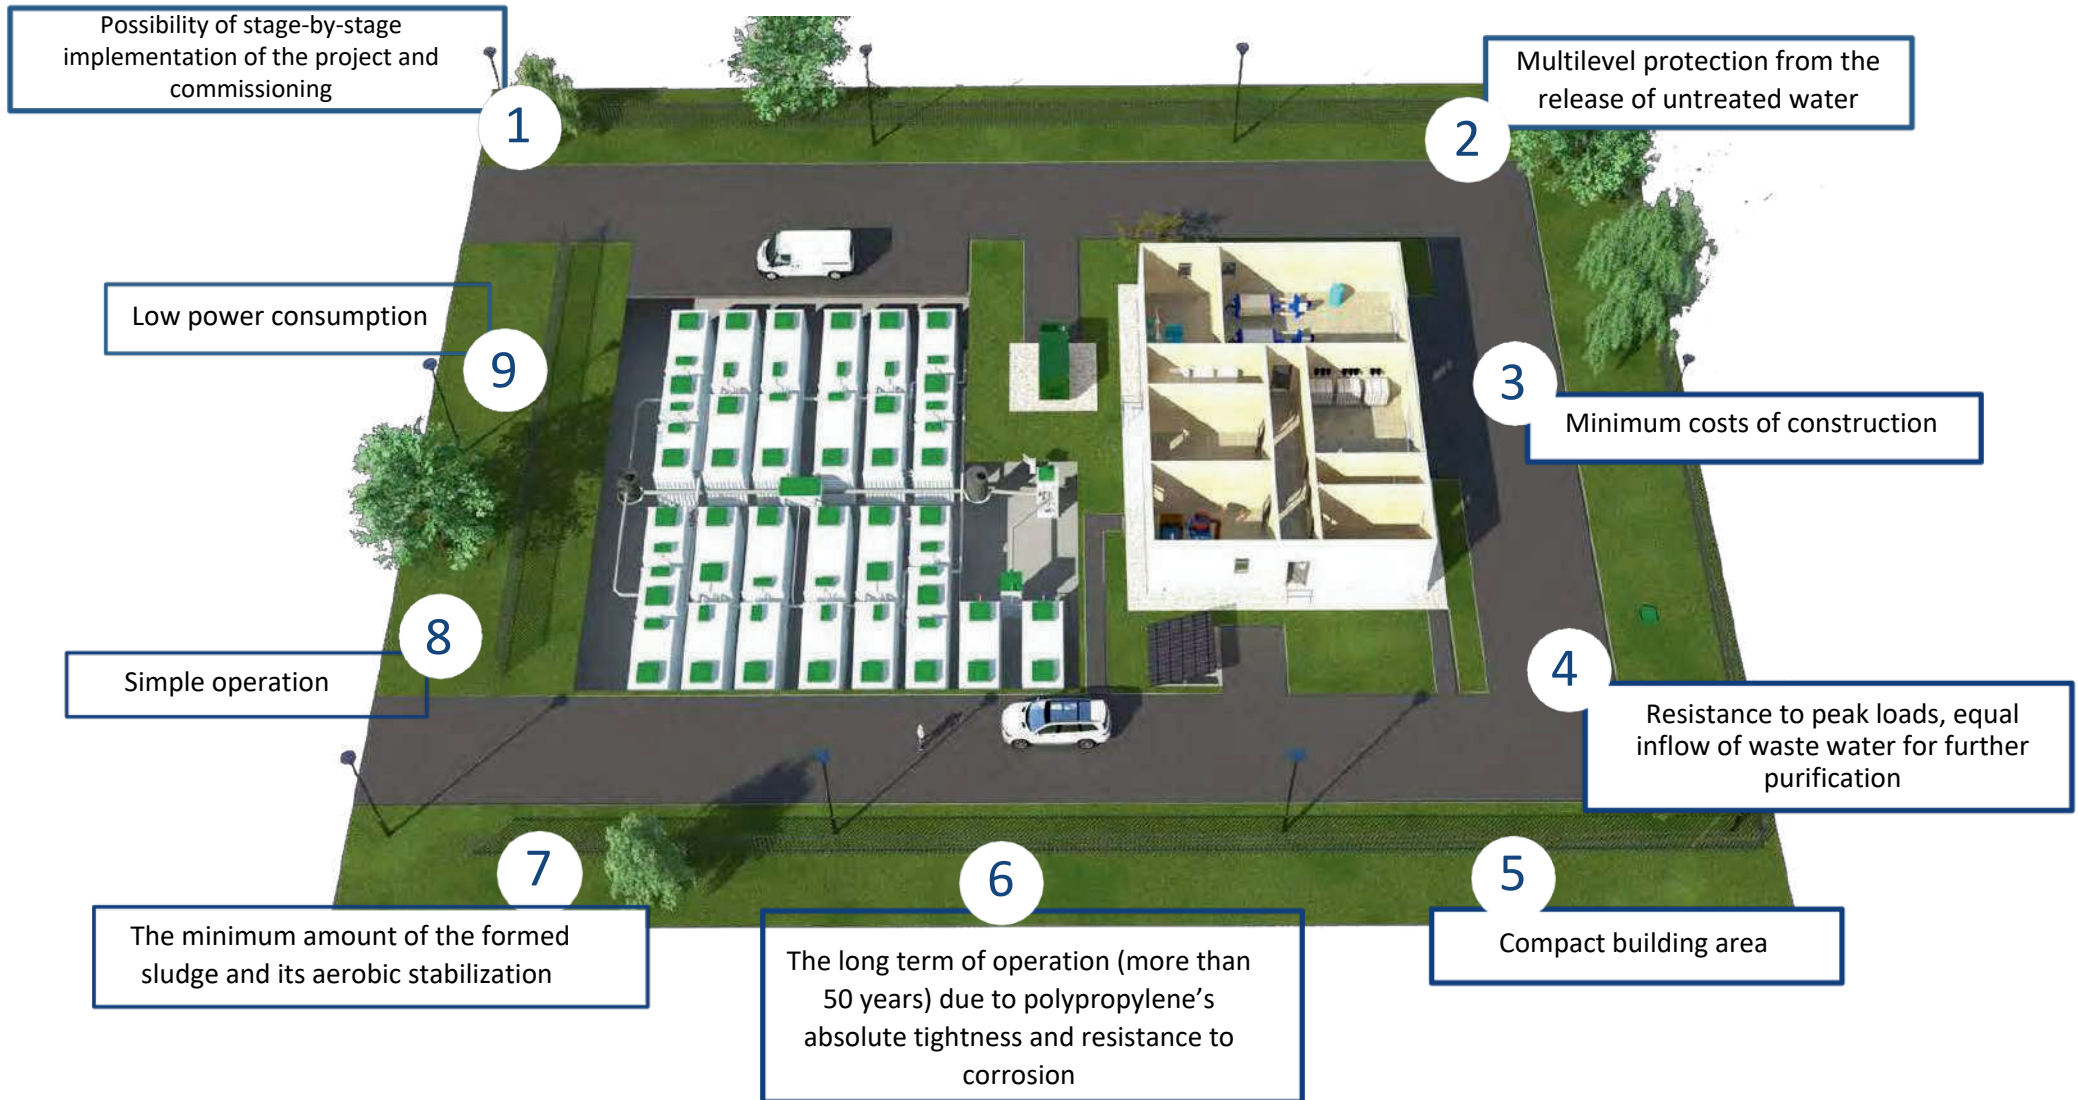 Possibility of stage-by-stage
implementation of the project and
commissioning
1
Multilevel protection from the
release of untreated water
2
3
Minimum costs of construction
4
Resistance to peak loads, equal
inflow of waste water for further
purification
5
Compact building area
6
The long term of operation (more than
50 years) due to polypropylene’s
absolute tightness and resistance to
corrosion
7
The minimum amount of the formed
sludge and its aerobic stabilization
8
Simple operation
9
Low power consumption